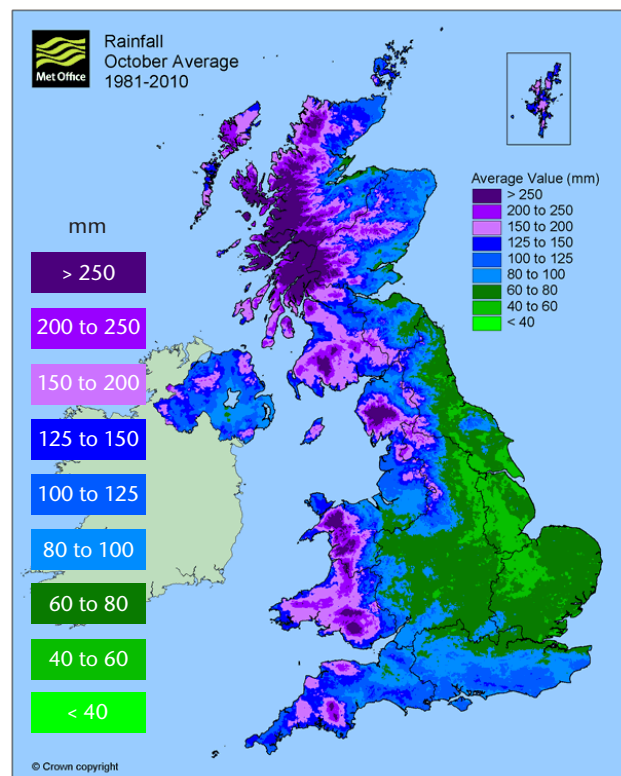 Met Office
Rainfall
October Average
1981-2010
Average Value (mm)
> 250
200 to 250
150 to 200
125 to 150
100 to 125
80 to 100
60 to 80
40 to 60
< 40
mm
> 250
200 to 250
150 to 200
125 to 150
100 to 125
80 to 100
60 to 80
40 to 60
< 40
© Crown copyright